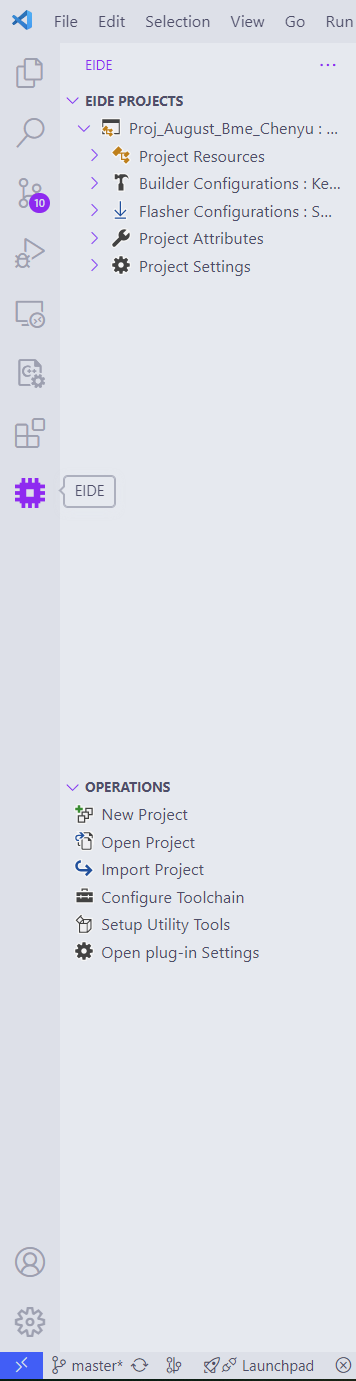 File Edit Selection View Go Run
EIDE ...
EIDE PROJECTS
Proj_August_Bme_Chenyu : ...
Project Resources
Builder Configurations : Ke...
Flasher Configurations : S...
Project Attributes
Project Settings
10
EIDE
OPERATIONS
New Project
Open Project
Import Project
Configure Toolchain
Setup Utility Tools
Open plug-in Settings
master* Launchpad